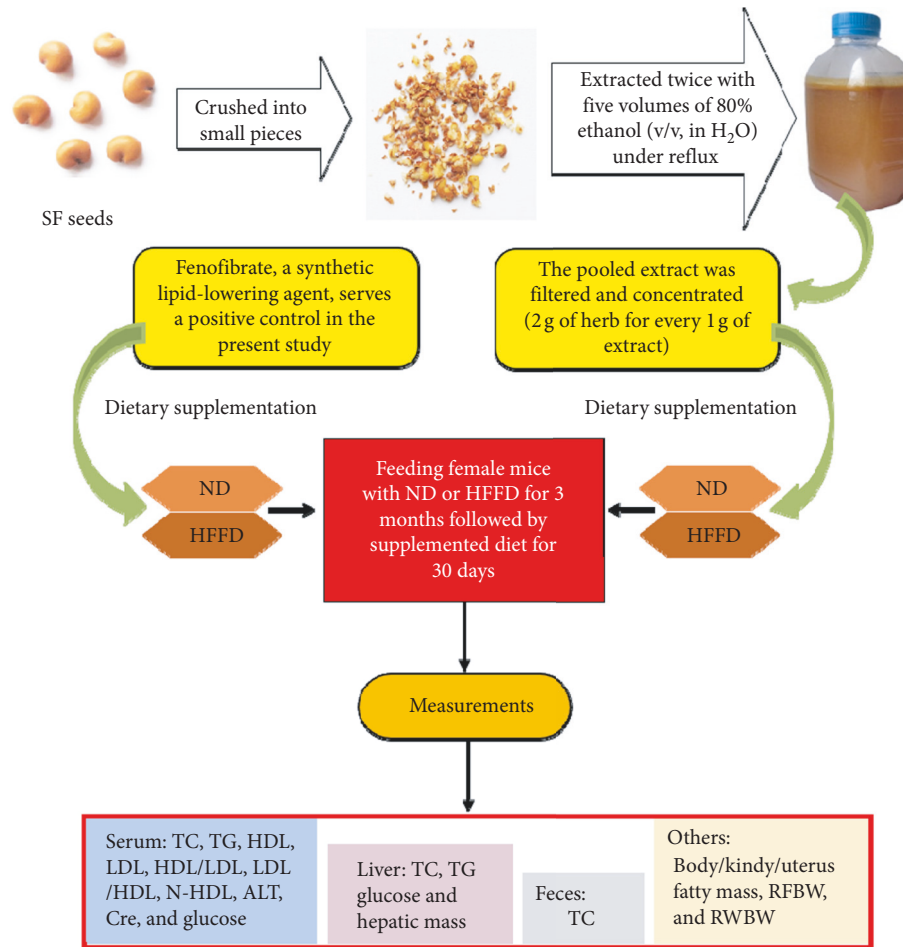 Crushed into
small pieces
Extracted twice with
five volumes of 80%
ethanol (v/v, in H₂O)
under reflux
SF seeds
Fenofibrate, a synthetic
lipid-lowering agent, serves
a positive control in the
present study
The pooled extract was
filtered and concentrated
(2 g of herb for every 1 g of
extract)
Dietary supplementation
Dietary supplementation
ND
HFFD
Feeding female mice
with ND or HFFD for 3
months followed by
supplemented diet for
30 days
ND
HFFD
Measurements
Serum: TC, TG, HDL,
LDL, HDL/LDL, LDL
/HDL, N-HDL, ALT,
Cre, and glucose
Liver: TC, TG
glucose and
hepatic mass
Feces:
TC
Others:
Body/kindy/uterus
fatty mass, RFBW,
and RWBW